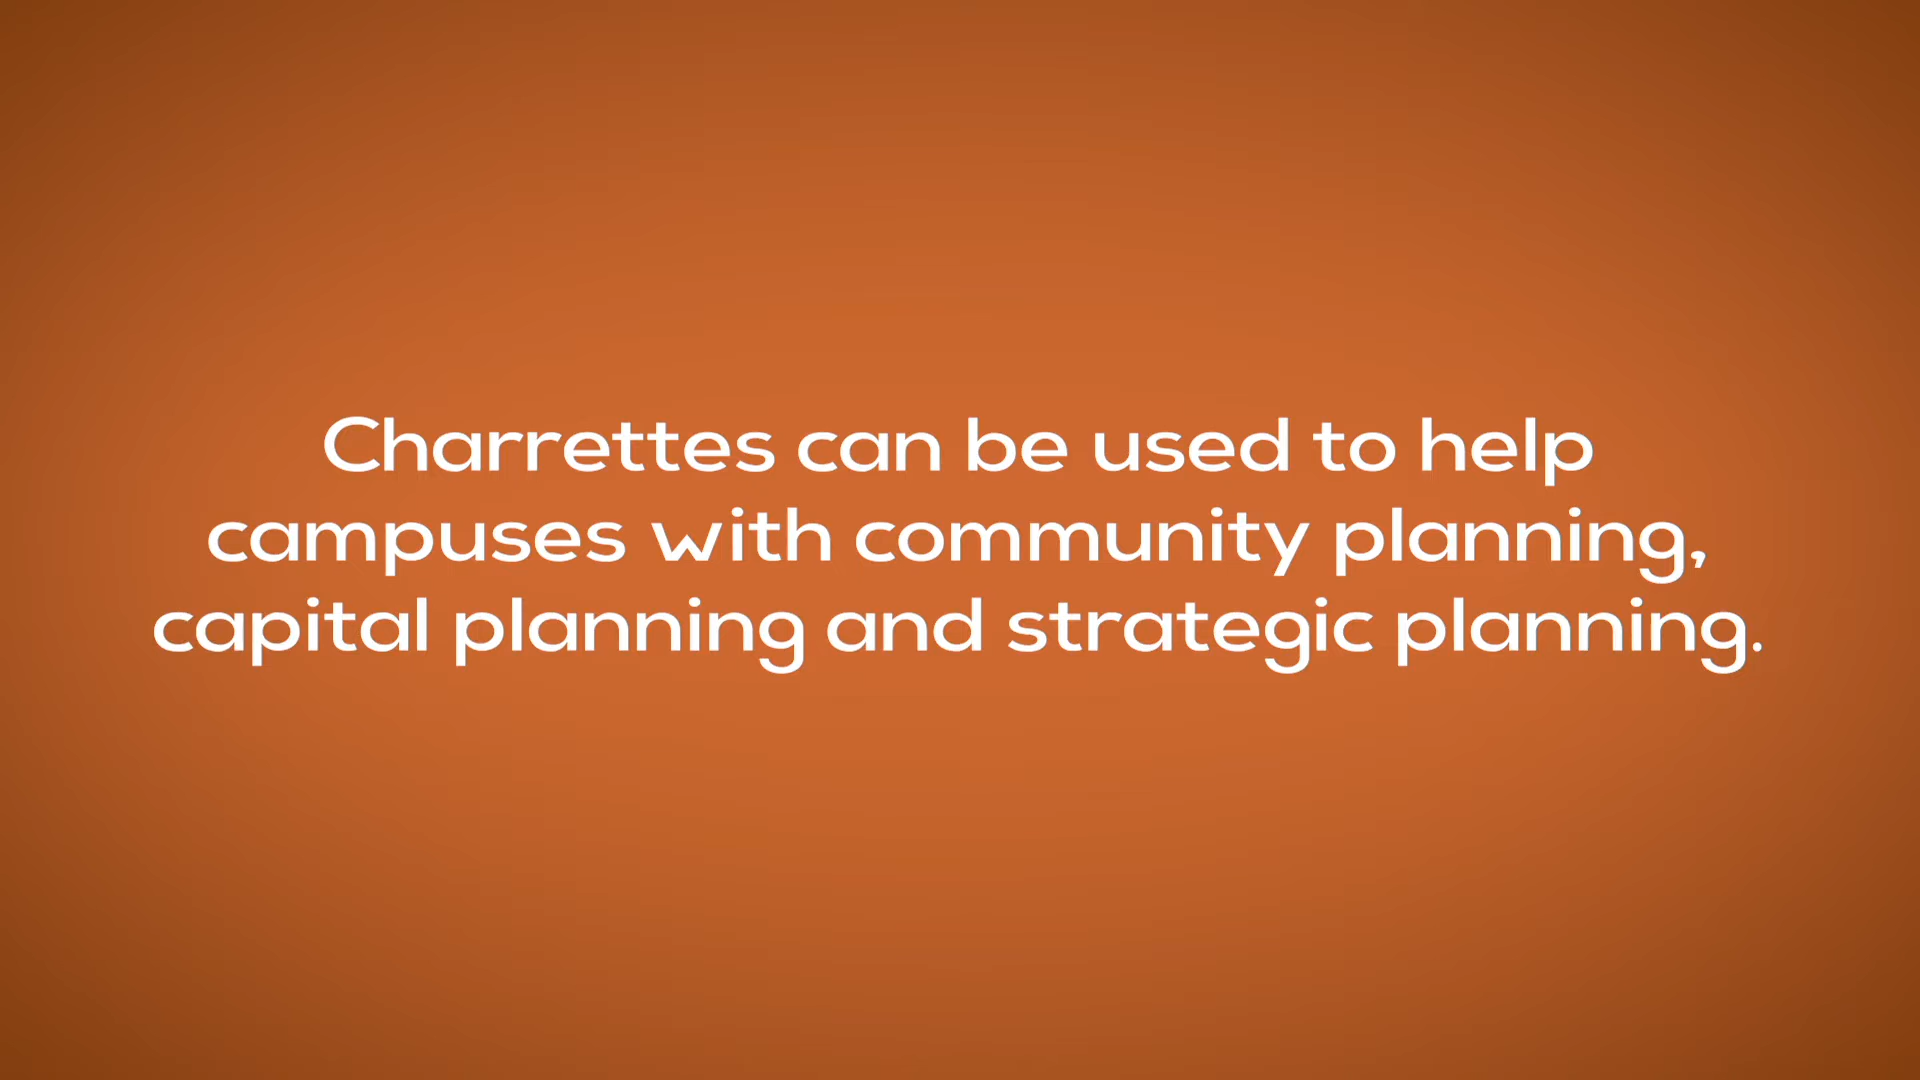 Charrettes can be used to help
campuses with community planning,
capital planning and strategic planning.